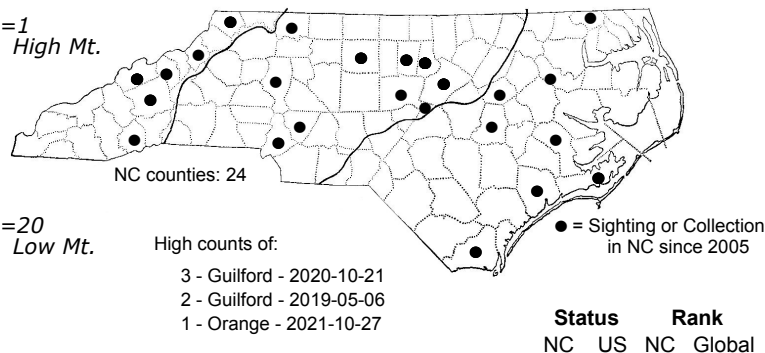 =1
High Mt.
NC counties: 24
=20
Low Mt.
High counts of:
3 - Guilford - 2020-10-21
2 - Guilford - 2019-05-06
1 - Orange - 2021-10-27
= Sighting or Collection
in NC since 2005
Status Rank
NC US NC Global